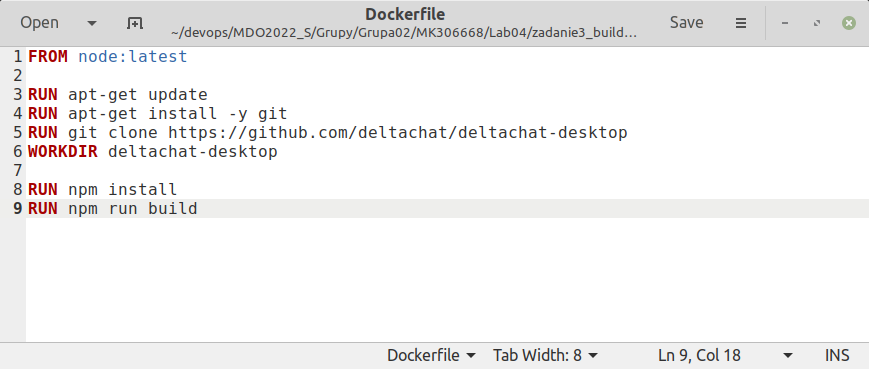 Open
Dockerfile
~/devops/MDO2022_S/Grupy/Grupa02/MK306668/Lab04/zadanie3_build…
Save
1 FROM node:latest
2
3 RUN apt-get update
4 RUN apt-get install -y git
5 RUN git clone https://github.com/deltachat/deltachat-desktop
6 WORKDIR deltachat-desktop
7
8 RUN npm install
9 RUN npm run build
Dockerfile Tab Width: 8 Ln 9, Col 18 INS